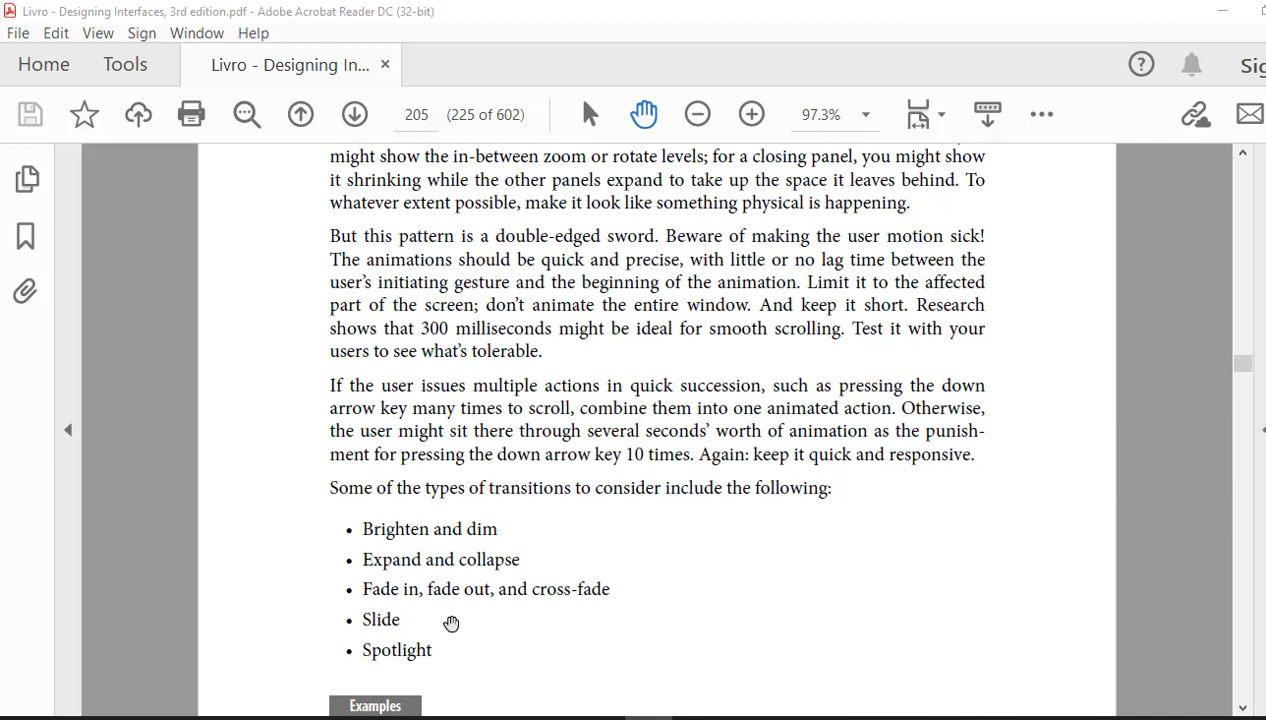 Livro - Designing Interfaces, 3rd edition.pdf - Adobe Acrobat Reader DC (32-bit)
File Edit View Sign Window Help
Home Tools Livro - Designing In... ×
205 (225 of 602) 97.3%
might show the in-between zoom or rotate levels; for a closing panel, you might show
it shrinking while the other panels expand to take up the space it leaves behind. To
whatever extent possible, make it look like something physical is happening.
But this pattern is a double-edged sword. Beware of making the user motion sick!
The animations should be quick and precise, with little or no lag time between the
user's initiating gesture and the beginning of the animation. Limit it to the affected
part of the screen; don't animate the entire window. And keep it short. Research
shows that 300 milliseconds might be ideal for smooth scrolling. Test it with your
users to see what's tolerable.
If the user issues multiple actions in quick succession, such as pressing the down
arrow key many times to scroll, combine them into one animated action. Otherwise,
the user might sit there through several seconds' worth of animation as the punish-
ment for pressing the down arrow key 10 times. Again: keep it quick and responsive.
Some of the types of transitions to consider include the following:
• Brighten and dim
• Expand and collapse
• Fade in, fade out, and cross-fade
• Slide
• Spotlight
Examples